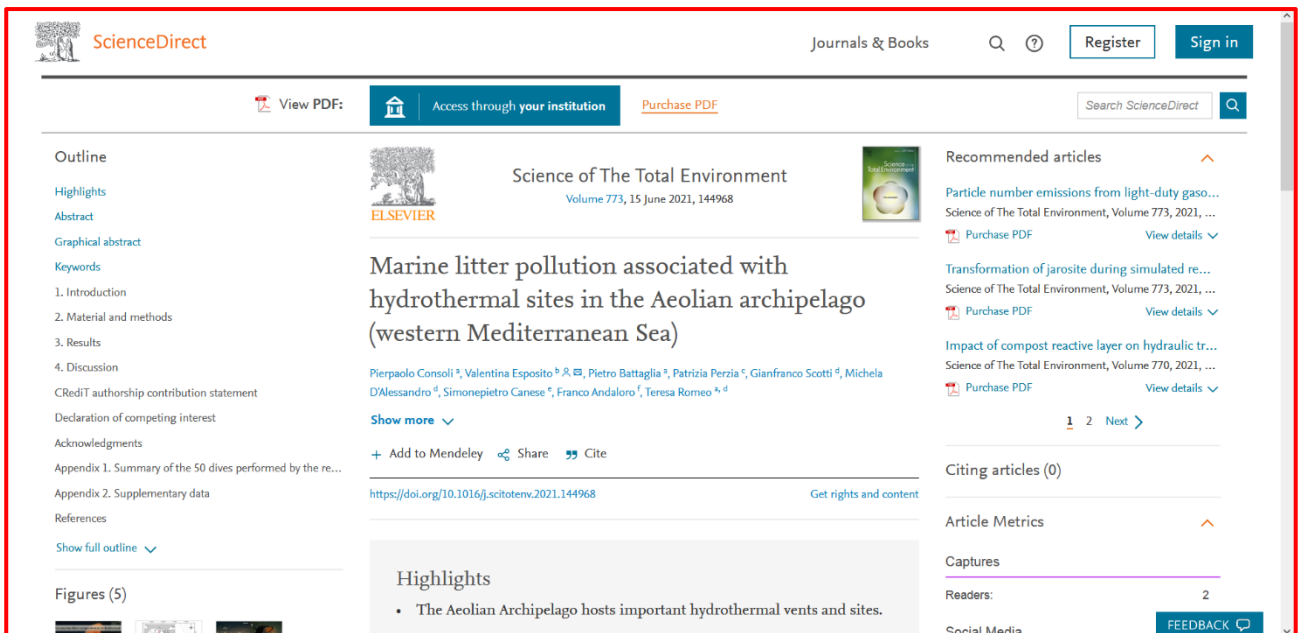 ScienceDirect
Journals & Books
Register
Sign in
View PDF:
Access through your institution
Purchase PDF
Search ScienceDirect
Outline
Highlights
Abstract
Graphical abstract
Keywords
1. Introduction
2. Material and methods
3. Results
4. Discussion
CRediT authorship contribution statement
Declaration of competing interest
Acknowledgments
Appendix 1. Summary of the 50 dives performed by the re...
Appendix 2. Supplementary data
References
Show full outline
Figures (5)
ELSEVIER
Science of The Total Environment
Volume 773, 15 June 2021, 144968
Science of the
Total Environment
Marine litter pollution associated with
hydrothermal sites in the Aeolian archipelago
(western Mediterranean Sea)
Pierpaolo Consoli a, Valentina Esposito b, Pietro Battaglia a, Patrizia Perzia c, Gianfranco Scotti d, Michela
D'Alessandro d, Simonepietro Canese e, Franco Andaloro f, Teresa Romeo a, d
Show more
+ Add to Mendeley Share Cite
https://doi.org/10.1016/j.scitotenv.2021.144968
Get rights and content
Highlights
• The Aeolian Archipelago hosts important hydrothermal vents and sites.
Recommended articles
Particle number emissions from light-duty gaso...
Science of The Total Environment, Volume 773, 2021, ...
Purchase PDF
View details
Transformation of jarosite during simulated re...
Science of The Total Environment, Volume 773, 2021, ...
Purchase PDF
View details
Impact of compost reactive layer on hydraulic tr...
Science of The Total Environment, Volume 770, 2021, ...
Purchase PDF
View details
1 2 Next
Citing articles (0)
Article Metrics
Captures
Readers: 2
Social Media
FEEDBACK